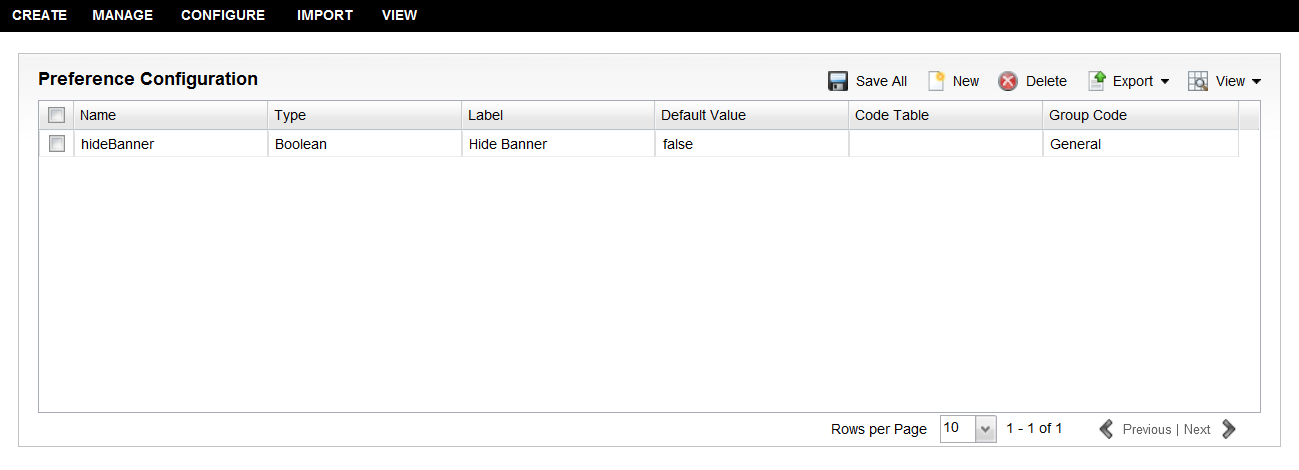 CREATE MANAGE CONFIGURE IMPORT VIEW
Preference Configuration Save All New Delete Export View
Name Type Label Default Value Code Table Group Code
hideBanner Boolean Hide Banner false General
Rows per Page 10 1 - 1 of 1 Previous | Next